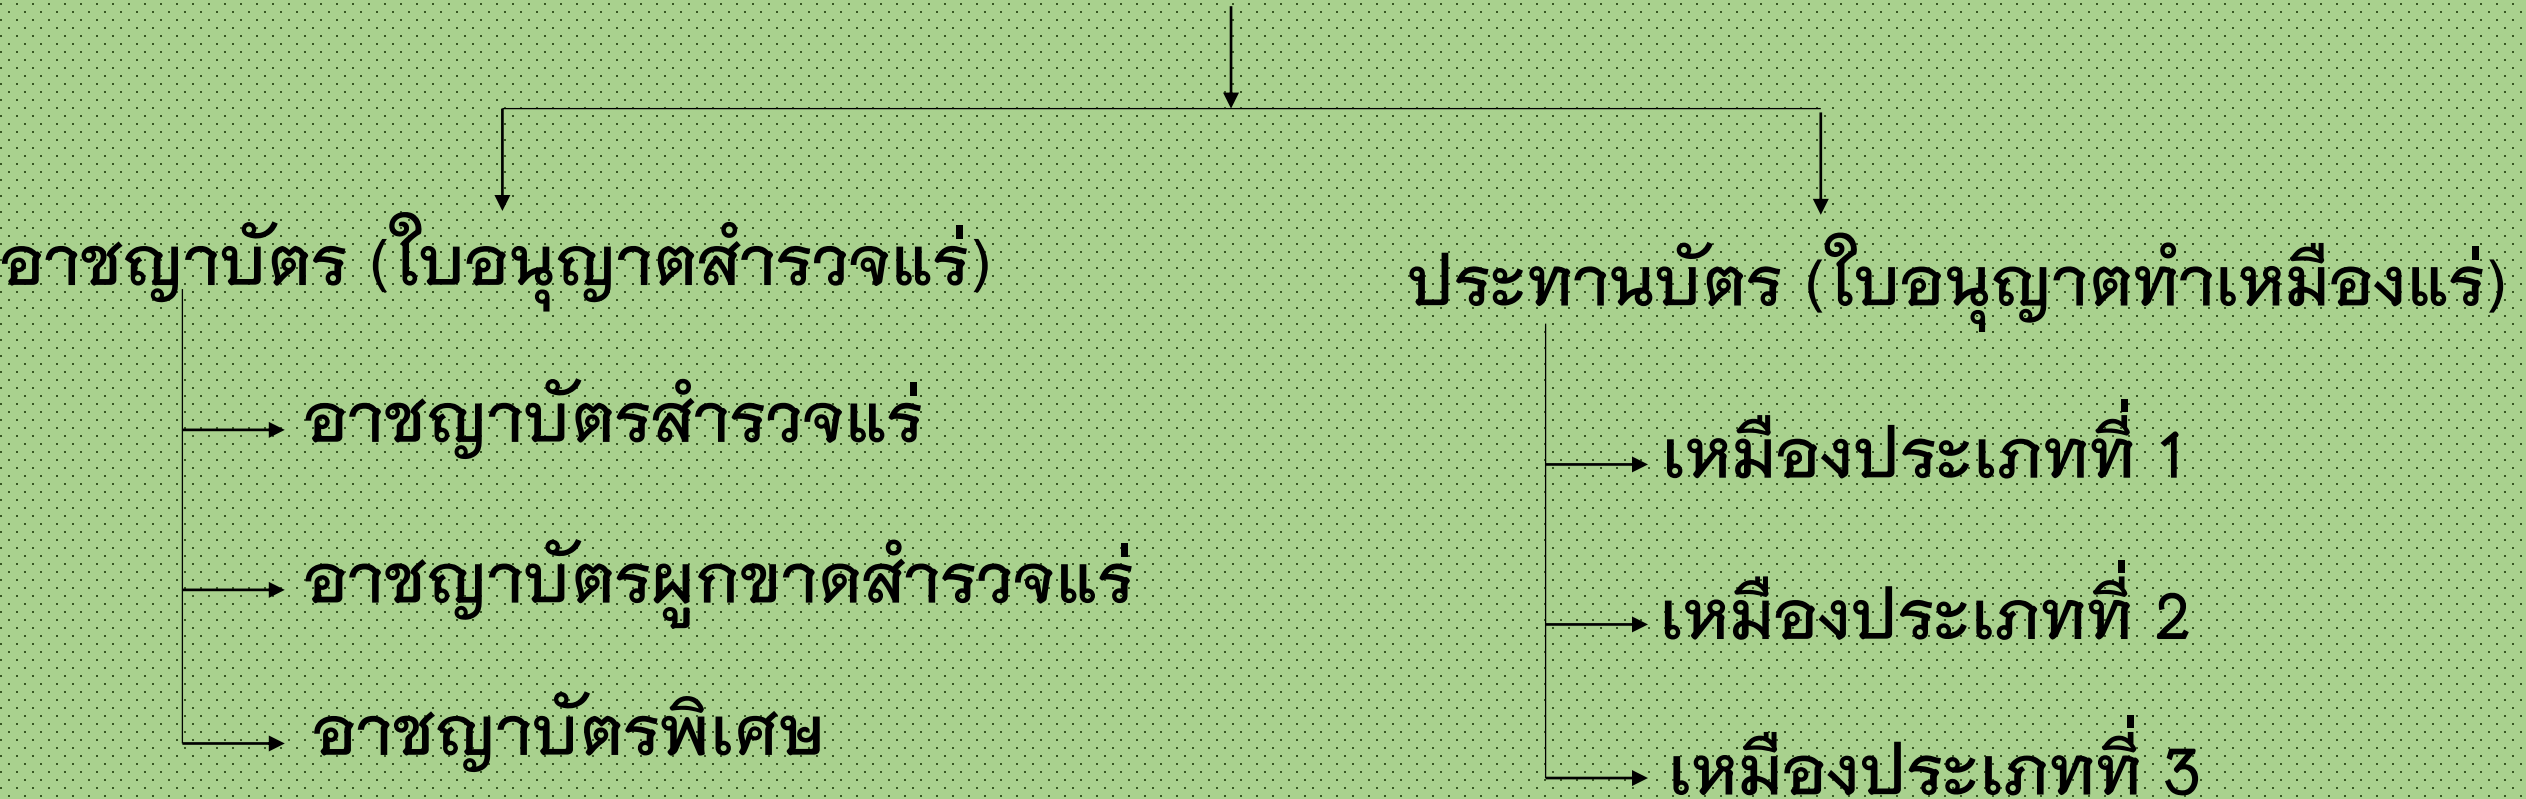 อาชญาบัตร (ใบอนุญาตสำรวจแร่)
อาชญาบัตรสำรวจแร่
อาชญาบัตรผูกขาดสำรวจแร่
อาชญาบัตรพิเศษ
ประทานบัตร (ใบอนุญาตทำเหมืองแร่)
เหมืองประเภทที่ 1
เหมืองประเภทที่ 2
เหมืองประเภทที่ 3